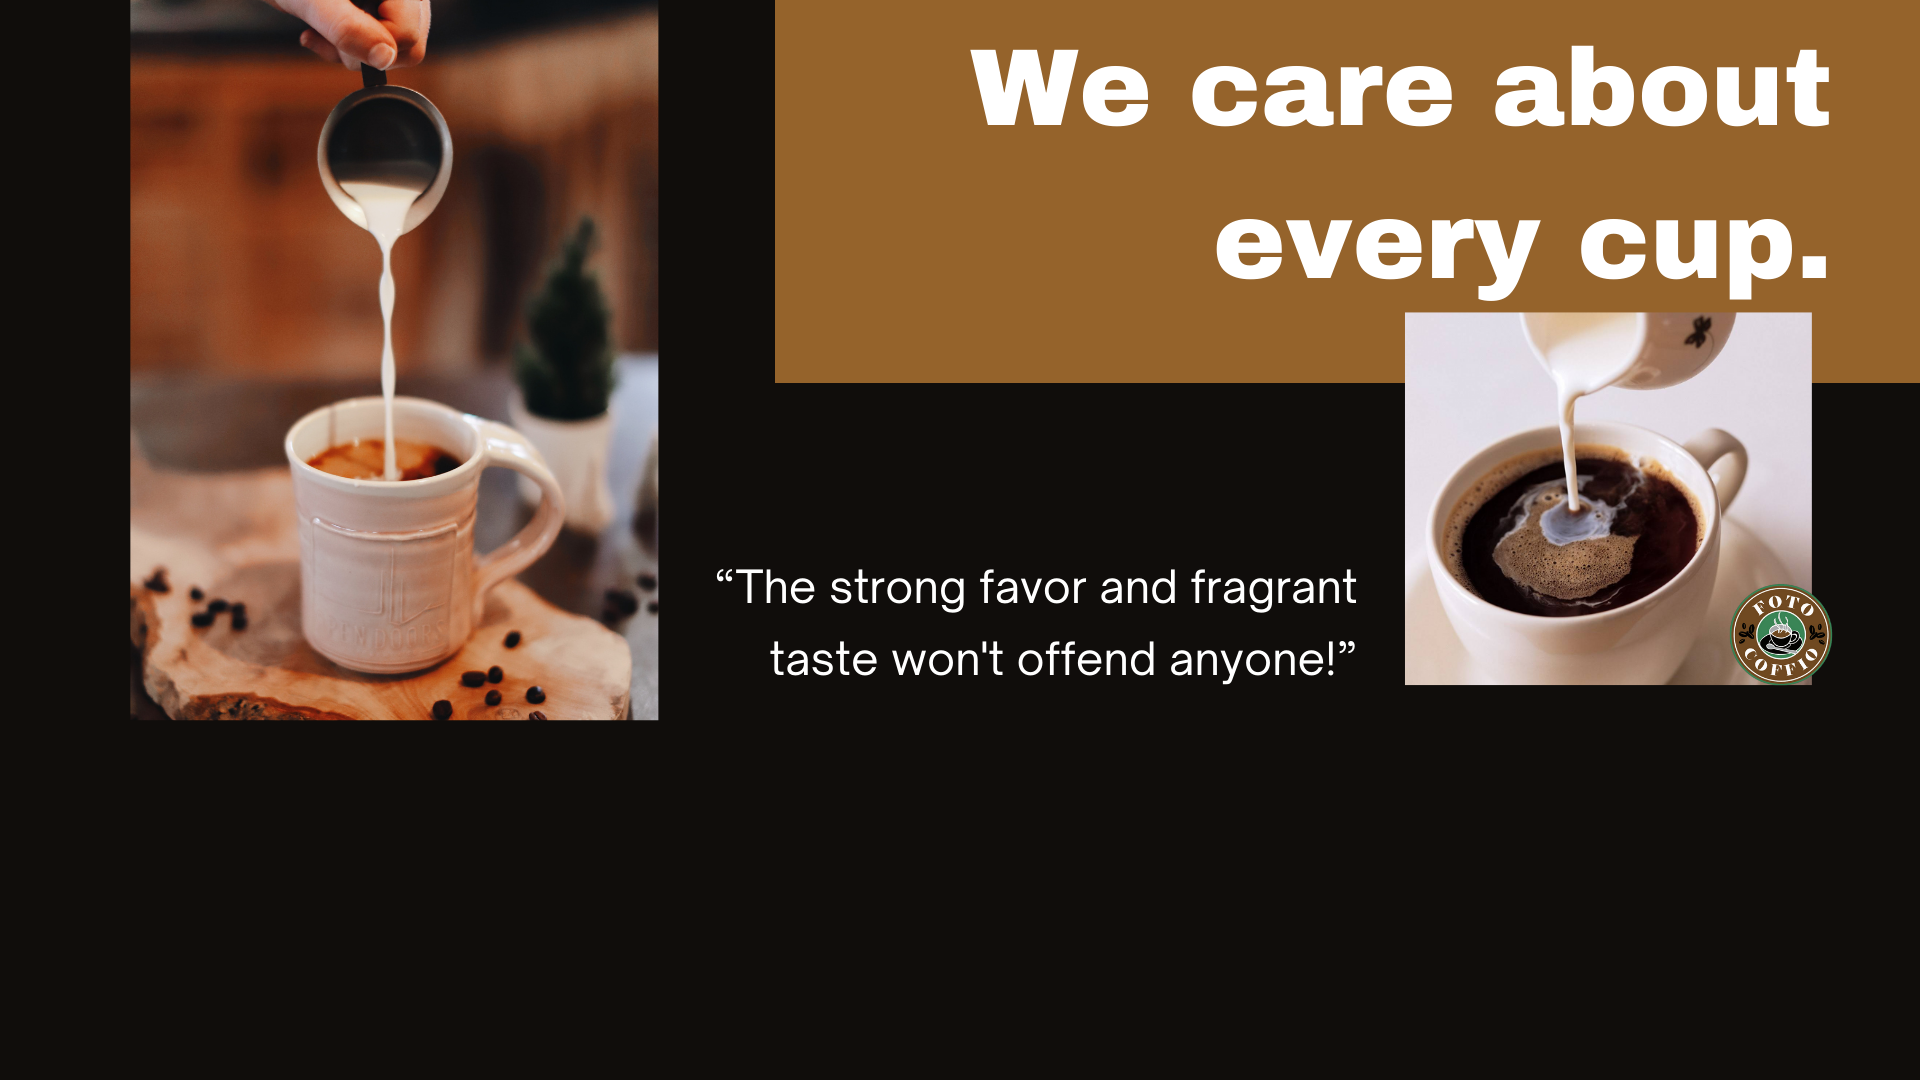 We care about
every cup.
“The strong favor and fragrant
taste won't offend anyone!”
FOTO
COFFIO